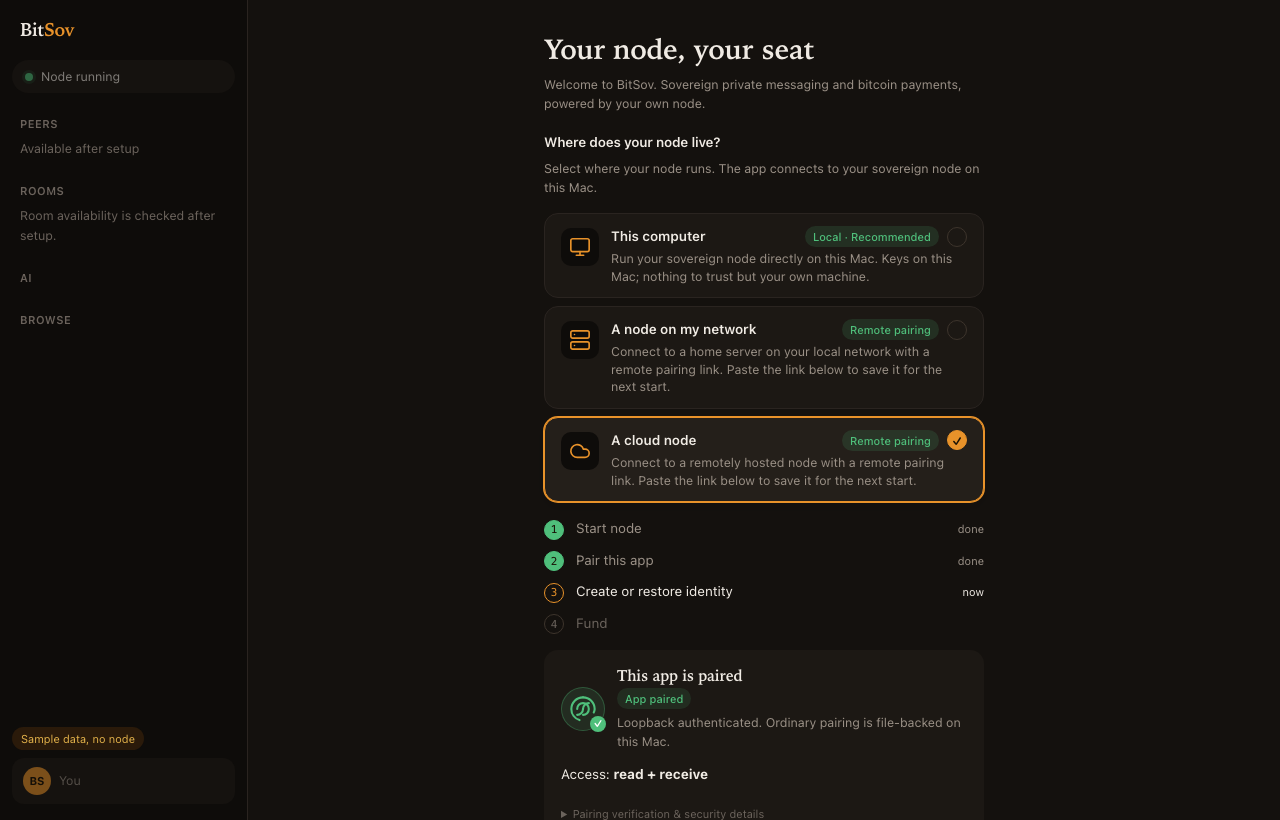 BitSov
Node running
PEERS
Available after setup
ROOMS
Room availability is checked after
setup.
AI
BROWSE
Sample data, no node
BS
You
Your node, your seat
Welcome to BitSov. Sovereign private messaging and bitcoin payments,
powered by your own node.
Where does your node live?
Select where your node runs. The app connects to your sovereign node on
this Mac.
This computer
Local · Recommended
Run your sovereign node directly on this Mac. Keys on this
Mac; nothing to trust but your own machine.
A node on my network
Remote pairing
Connect to a home server on your local network with a
remote pairing link. Paste the link below to save it for the
next start.
A cloud node
Remote pairing
Connect to a remotely hosted node with a remote pairing
link. Paste the link below to save it for the next start.
1 Start node done
2 Pair this app done
3 Create or restore identity now
4 Fund
This app is paired
App paired
Loopback authenticated. Ordinary pairing is file-backed on
this Mac.
Access: read + receive
Pairing verification & security details